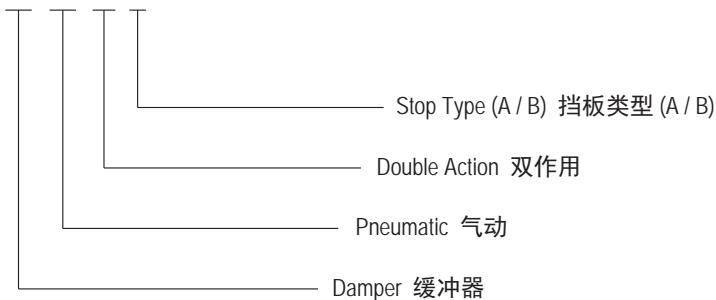 Stop Type (A / B) 挡板类型 (A / B)
Double Action 双作用
Pneumatic 气动
Damper 缓冲器